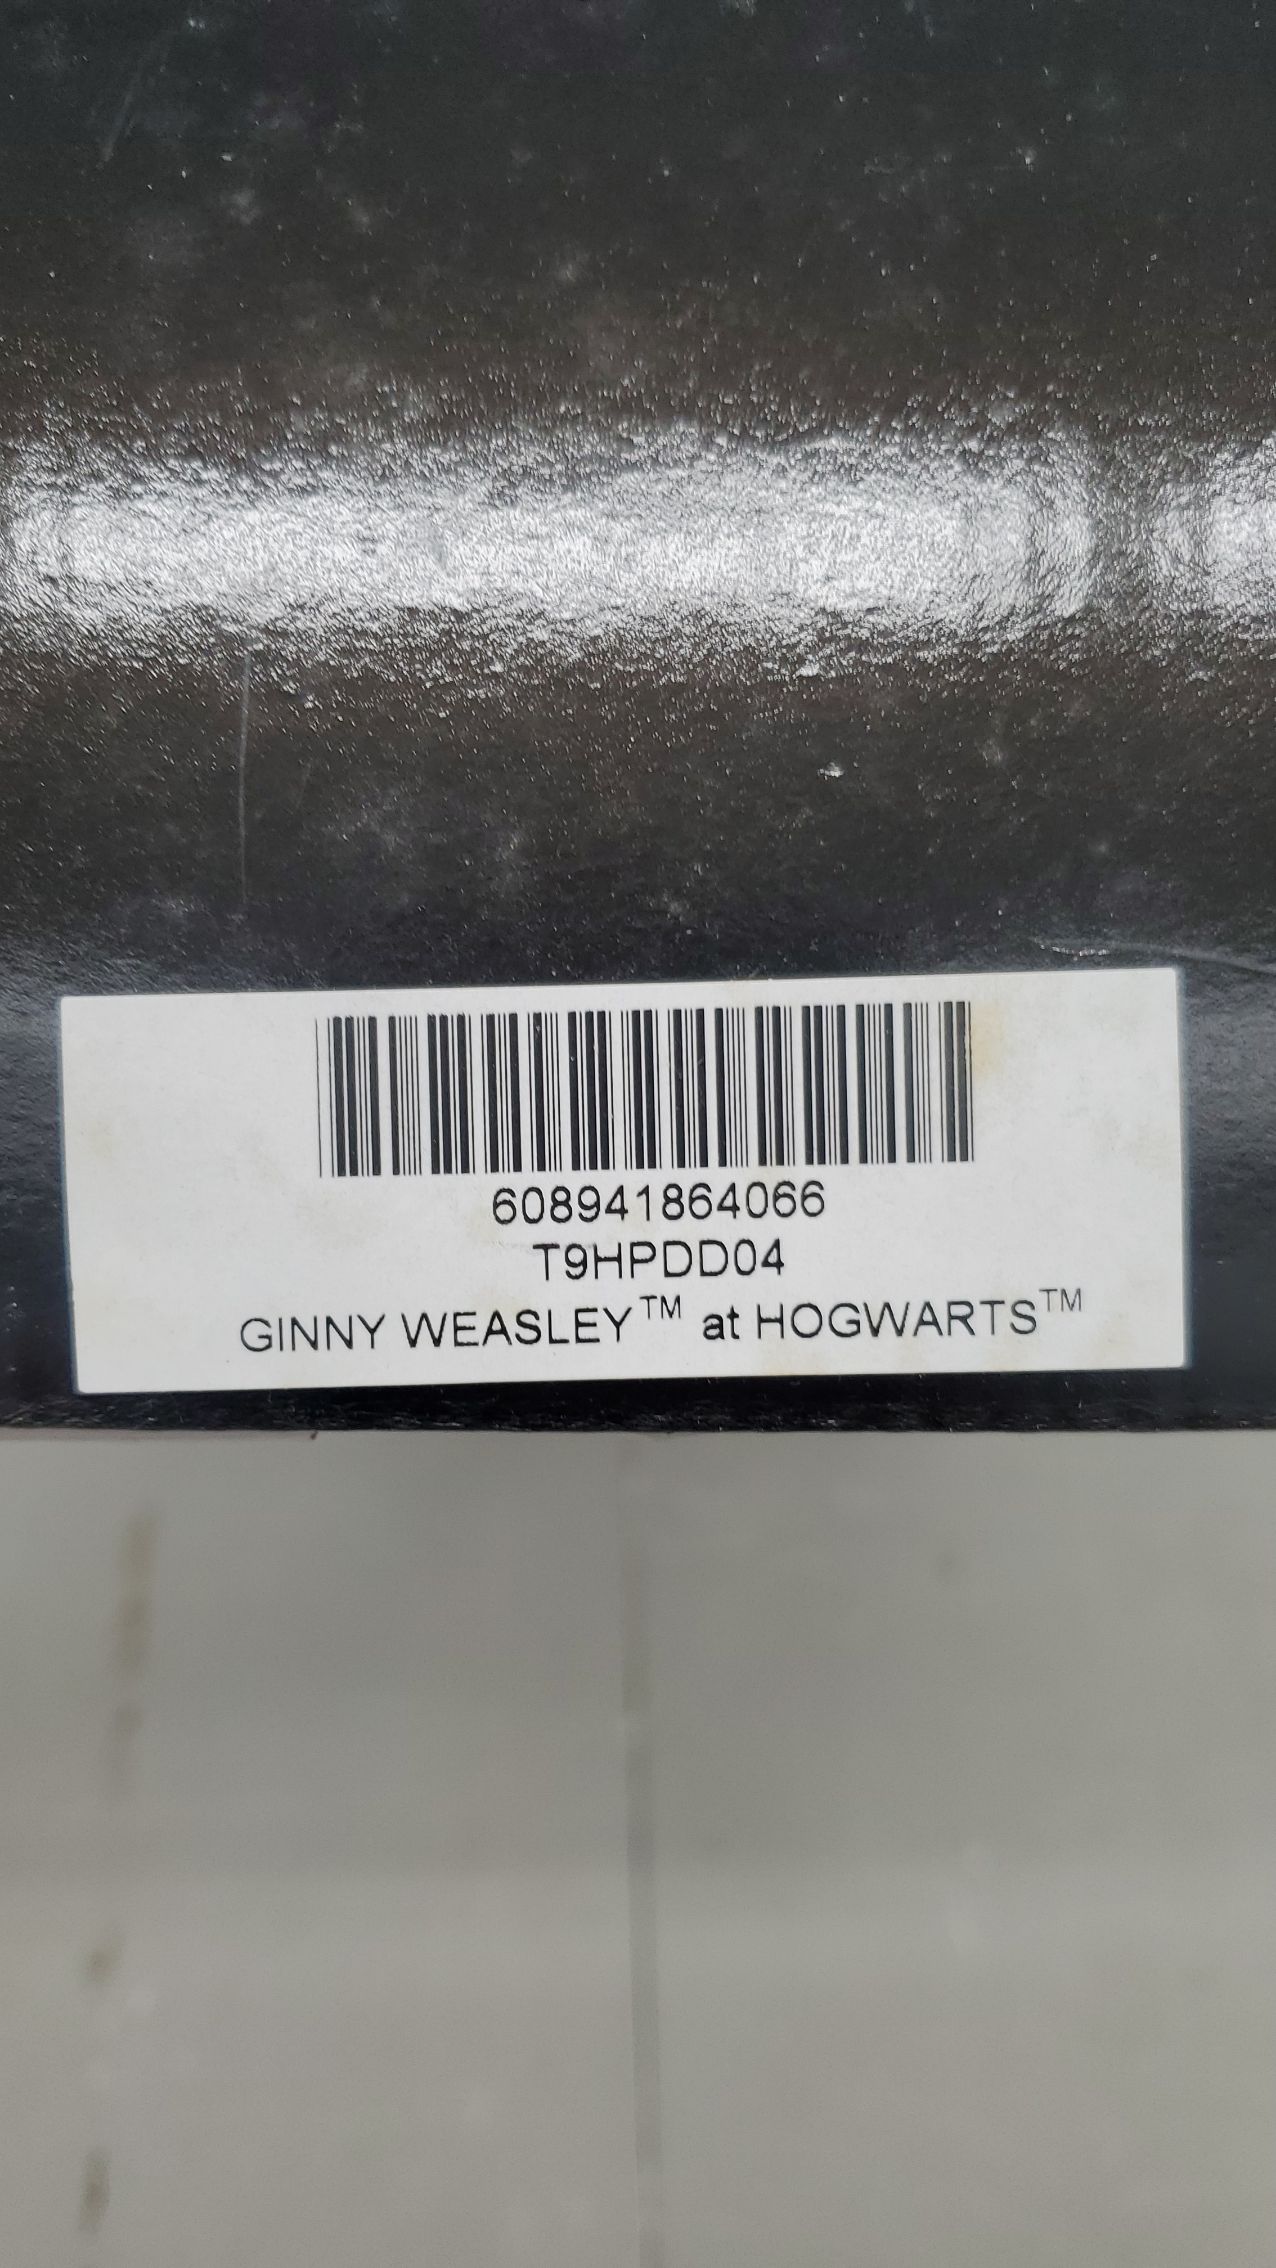 608941864066
T9HPDD04
GINNY WEASLEY™ at HOGWARTS™